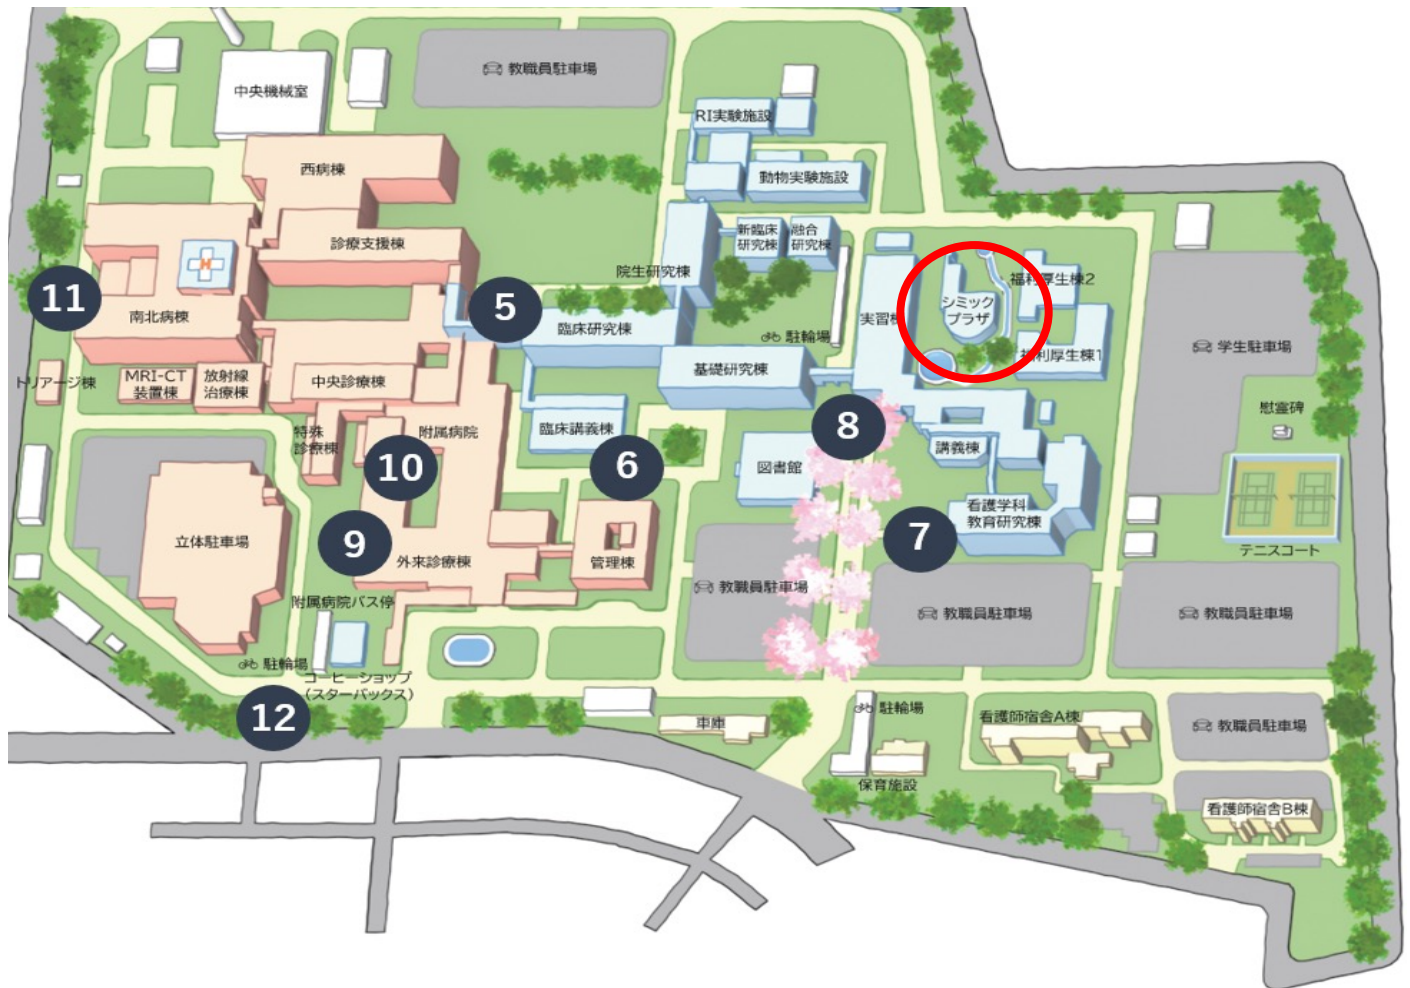 教職員駐車場
中央機械室
RI実験施設
西病棟
動物実験施設
新臨床
研究棟
融合
研究棟
診療支援棟
院生研究棟
福利厚生棟2
シミック
プラザ
11
5
南北病棟
臨床研究棟
実習棟
駐輪場
学生駐車場
福利厚生棟1
トリアージ棟
MRI-CT
装置棟
放射線
治療棟
中央診療棟
基礎研究棟
慰霊碑
特殊
診療棟
附属病院
臨床講義棟
8
講義棟
10
6
図書館
看護学科
教育研究棟
立体駐車場
9
外来診療棟
管理棟
7
テニスコート
附属病院バス停
教職員駐車場
教職員駐車場
教職員駐車場
駐輪場
コーヒーショップ
(スターバックス)
12
車庫
駐輪場
看護師宿舎A棟
教職員駐車場
保育施設
看護師宿舎B棟
H